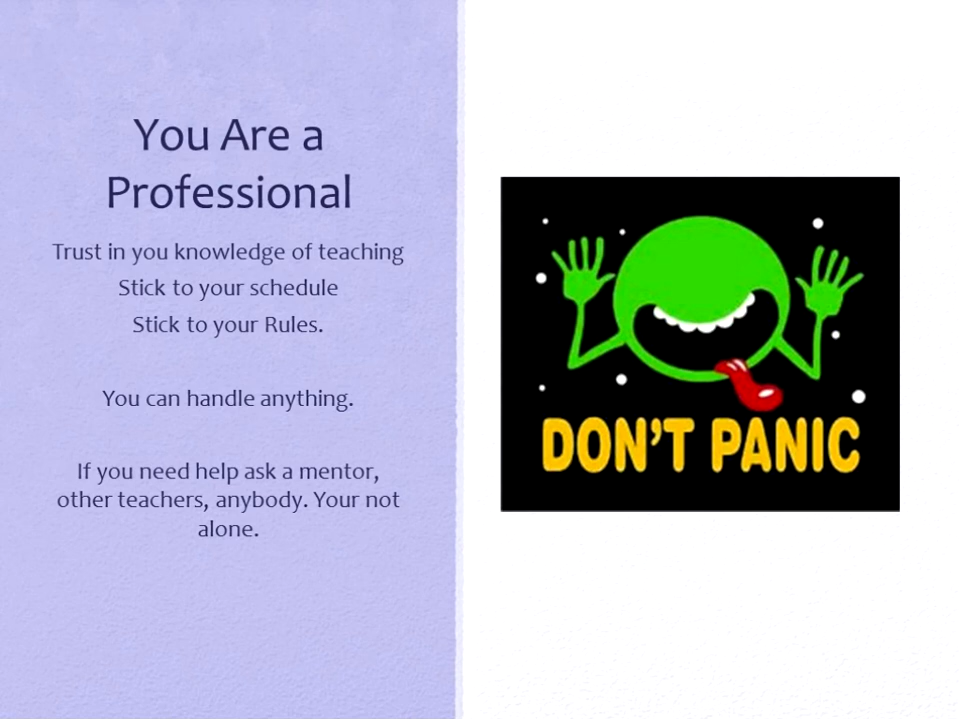 You Are a
Professional
Trust in you knowledge of teaching
Stick to your schedule
Stick to your Rules.
You can handle anything.
If you need help ask a mentor,
other teachers, anybody. Your not
alone.
DON'T PANIC